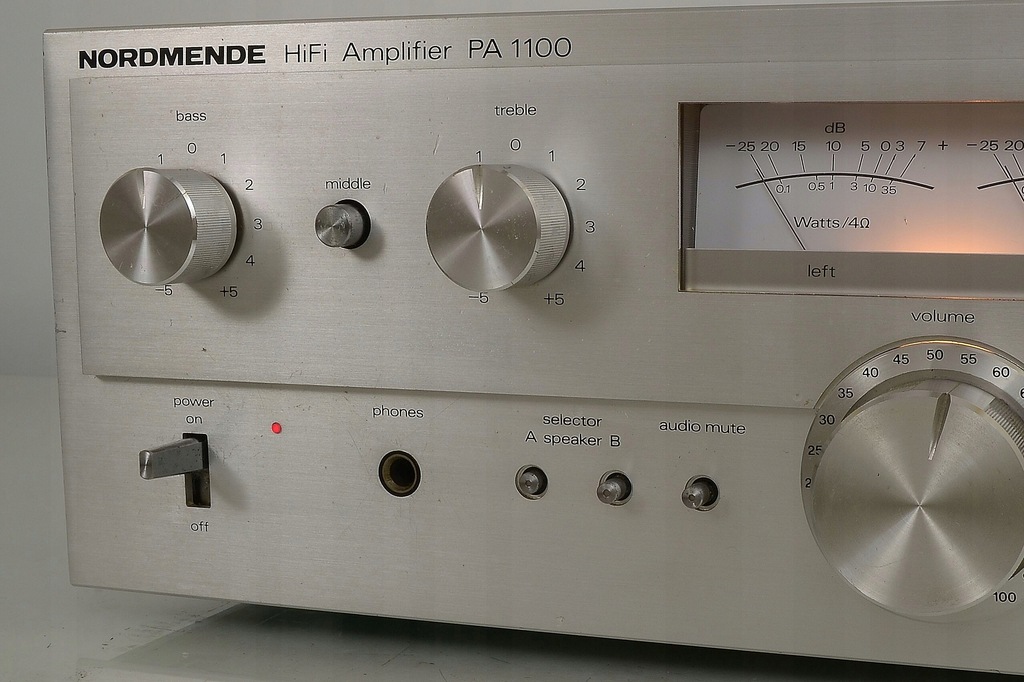 NORDMENDE HiFi Amplifier PA 1100
bass
1 0 1
2
3
4
-5 +5
middle
treble
1 0 1
2
3
4
-5 +5
dB
-25 20 15 10 5 0 3 7 + -25 20
0.1 0.5 1 3 10 35
Watts/4Ω
left
volume
25 30 35 40 45 50 55 60
100
power
on
off
phones
selector
A speaker B
audio mute